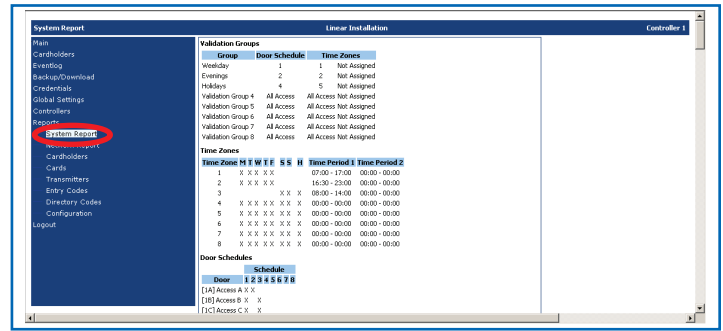 System Report Linear Installation Controller 1
Main
Cardholders
Eventlog
Backup/Download
Credentials
Global Settings
Controllers
Reports
System Report
Network Report
Cardholders
Cards
Transmitters
Entry Codes
Directory Codes
Configuration
Logout
Validation Groups
Group Door Schedule Time Zones
Weekday 1 1 Not Assigned
Evenings 2 2 Not Assigned
Holidays 4 5 Not Assigned
Validation Group 4 All Access All Access Not Assigned
Validation Group 5 All Access All Access Not Assigned
Validation Group 6 All Access All Access Not Assigned
Validation Group 7 All Access All Access Not Assigned
Validation Group 8 All Access All Access Not Assigned
Time Zones
Time Zone M T W T F S S H Time Period 1 Time Period 2
1 X X X X X 07:00 - 17:00 00:00 - 00:00
2 X X X X X 16:30 - 23:00 00:00 - 00:00
3 X X X 08:00 - 14:00 00:00 - 00:00
4 X X X X X X X X 00:00 - 00:00 00:00 - 00:00
5 X X X X X X X X 00:00 - 00:00 00:00 - 00:00
6 X X X X X X X X 00:00 - 00:00 00:00 - 00:00
7 X X X X X X X X 00:00 - 00:00 00:00 - 00:00
8 X X X X X X X X 00:00 - 00:00 00:00 - 00:00
Door Schedules
Schedule
Door 1 2 3 4 5 6 7 8
[1A] Access A X X
[1B] Access B X X
[1C] Access C X X